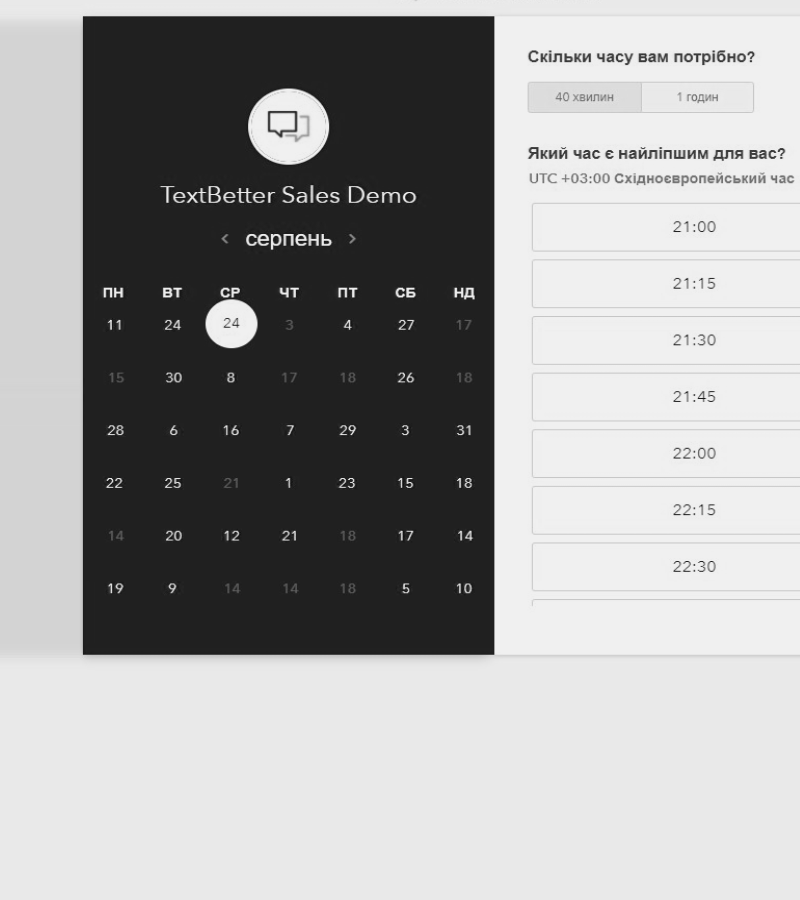 TextBetter Sales Demo
серпень
ПН ВТ СР ЧТ ПТ СБ НД
11 24 24 3 4 27 17
15 30 8 17 18 26 18
28 6 16 7 29 3 31
22 25 21 1 23 15 18
14 20 12 21 18 17 14
19 9 14 14 18 5 10
Скільки часу вам потрібно?
40 хвилин 1 годин
Який час є найліпшим для вас?
UTC +03:00 Східноєвропейський час
21:00
21:15
21:30
21:45
22:00
22:15
22:30